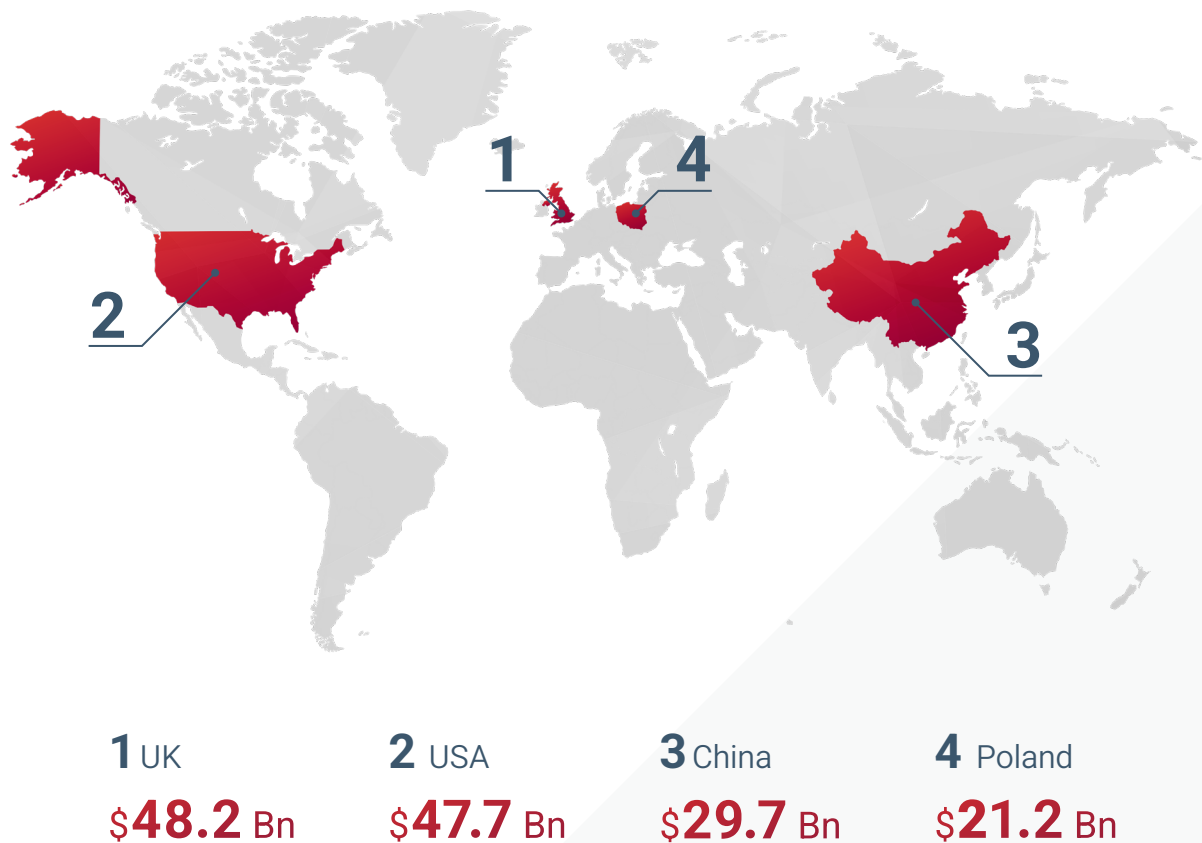 1
4
2
3
1 UK
2 USA
3 China
4 Poland
$48.2 Bn
$47.7 Bn
$29.7 Bn
$21.2 Bn